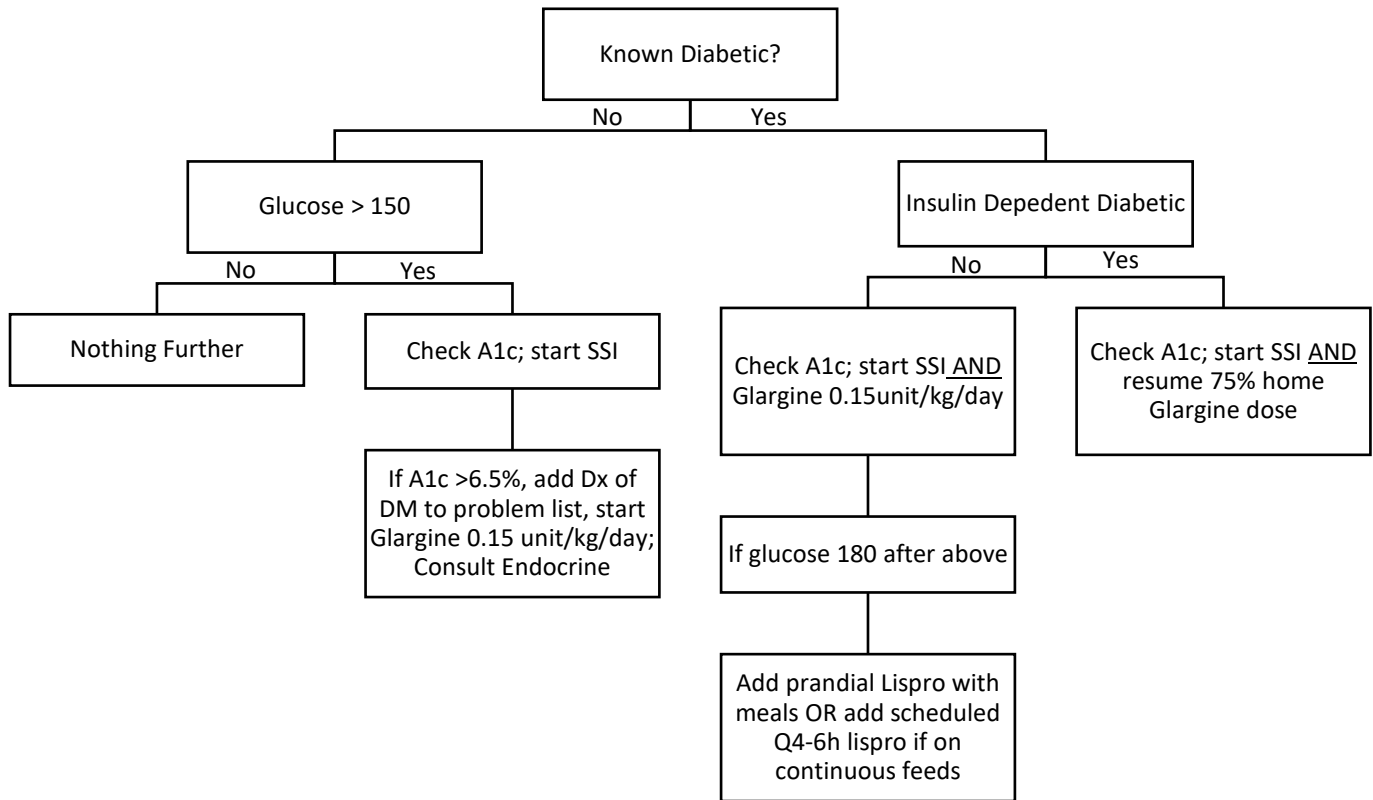 Known Diabetic?
No
Yes
Glucose > 150
Insulin Depedent Diabetic
No
Yes
No
Yes
Nothing Further
Check A1c; start SSI
Check A1c; start SSI AND
Glargine 0.15unit/kg/day
Check A1c; start SSI AND
resume 75% home
Glargine dose
If A1c >6.5%, add Dx of
DM to problem list, start
Glargine 0.15 unit/kg/day;
Consult Endocrine
If glucose 180 after above
Add prandial Lispro with
meals OR add scheduled
Q4-6h lispro if on
continuous feeds